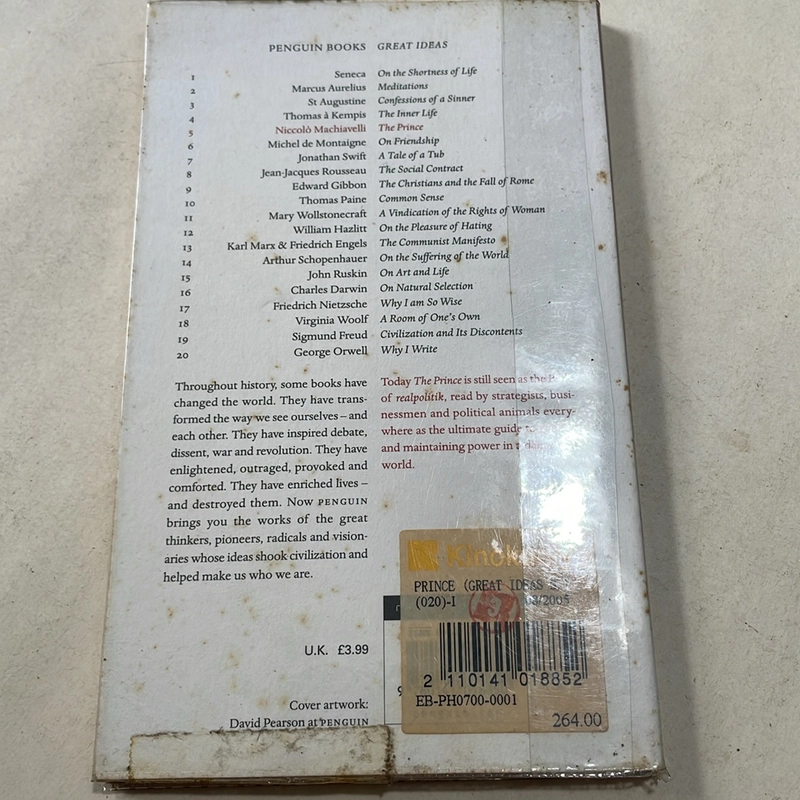 PENGUIN BOOKS GREAT IDEAS
1 Seneca On the Shortness of Life
2 Marcus Aurelius Meditations
3 St Augustine Confessions of a Sinner
4 Thomas à Kempis The Inner Life
5 Niccolò Machiavelli The Prince
6 Michel de Montaigne On Friendship
7 Jonathan Swift A Tale of a Tub
8 Jean-Jacques Rousseau The Social Contract
9 Edward Gibbon The Christians and the Fall of Rome
10 Thomas Paine Common Sense
11 Mary Wollstonecraft A Vindication of the Rights of Woman
12 William Hazlitt On the Pleasure of Hating
13 Karl Marx & Friedrich Engels The Communist Manifesto
14 Arthur Schopenhauer On the Suffering of the World
15 John Ruskin On Art and Life
16 Charles Darwin On Natural Selection
17 Friedrich Nietzsche Why I am So Wise
18 Virginia Woolf A Room of One's Own
19 Sigmund Freud Civilization and Its Discontents
20 George Orwell Why I Write
Throughout history, some books have
changed the world. They have trans-
formed the way we see ourselves – and
each other. They have inspired debate,
dissent, war and revolution. They have
enlightened, outraged, provoked and
comforted. They have enriched lives –
and destroyed them. Now PENGUIN
brings you the works of the great
thinkers, pioneers, radicals and vision-
aries whose ideas shook civilization and
helped make us who we are.
Today The Prince is still seen as the
of realpolitik, read by strategists, busi-
nessmen and political animals every-
where as the ultimate guide to
and maintaining power in
world.
U.K. £3.99
Cover artwork:
David Pearson at PENGUIN
PRINCE (GREAT IDEAS
(020)-I /2005
2 110141 018852
EB-PH0700-0001
264.00